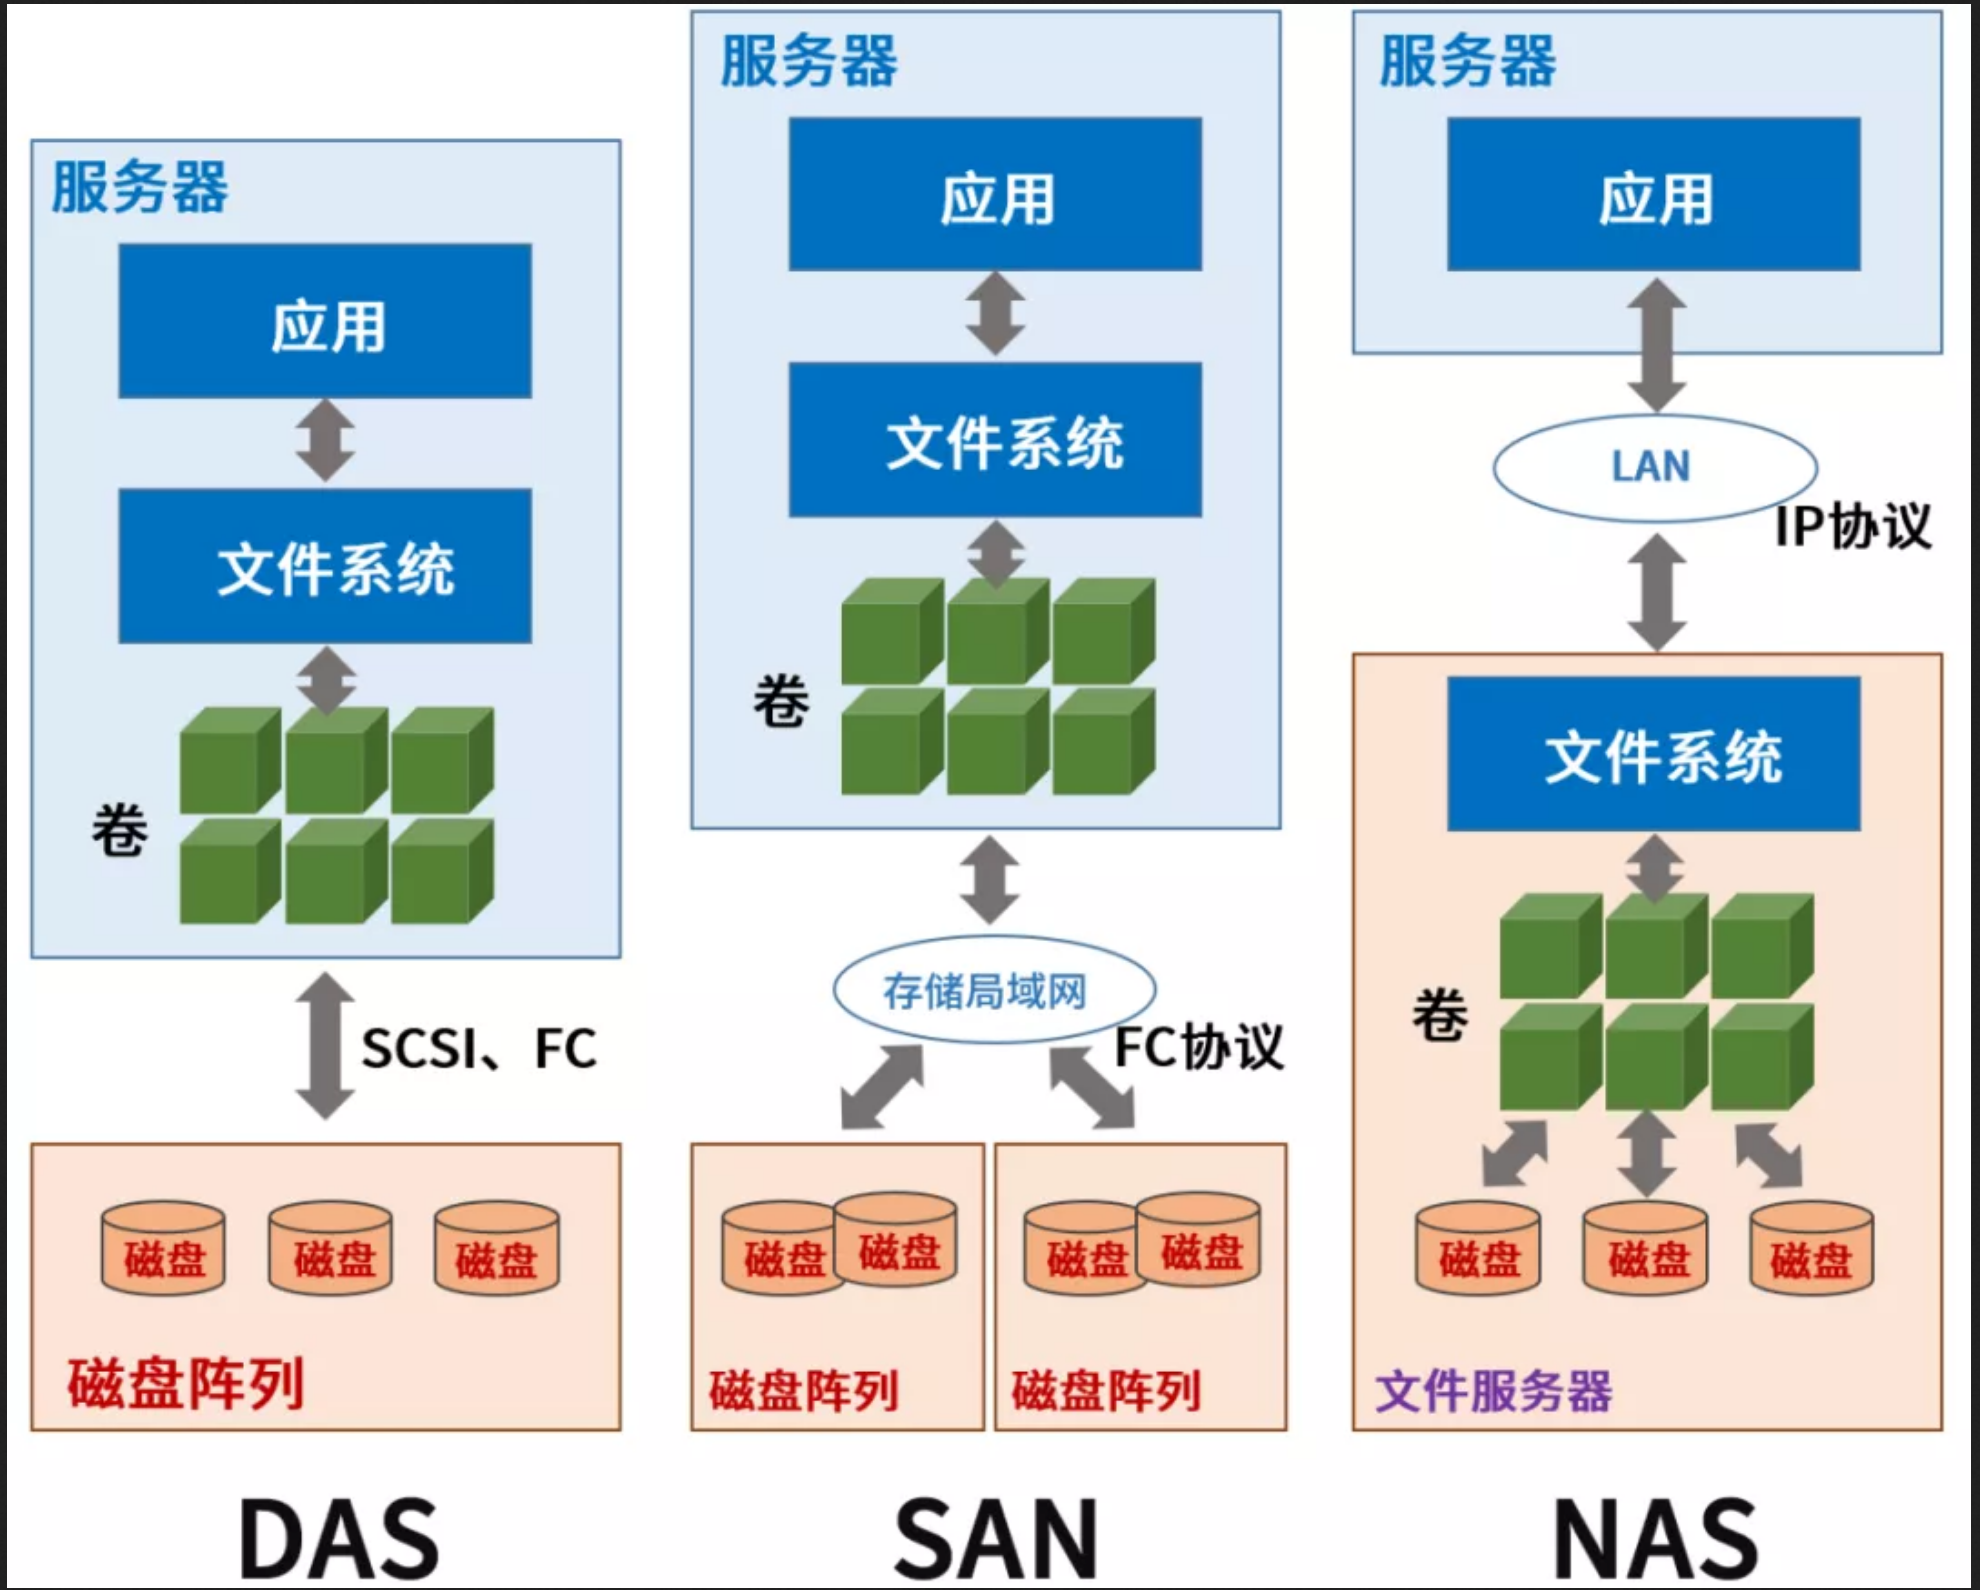 服务器
应用
文件系统
卷
SCSI、FC
磁盘
磁盘
磁盘
磁盘阵列
DAS
服务器
应用
文件系统
卷
存储局域网
FC协议
磁盘
磁盘
磁盘阵列
磁盘
磁盘
磁盘阵列
SAN
服务器
应用
LAN
IP协议
文件系统
卷
磁盘
磁盘
磁盘
文件服务器
NAS